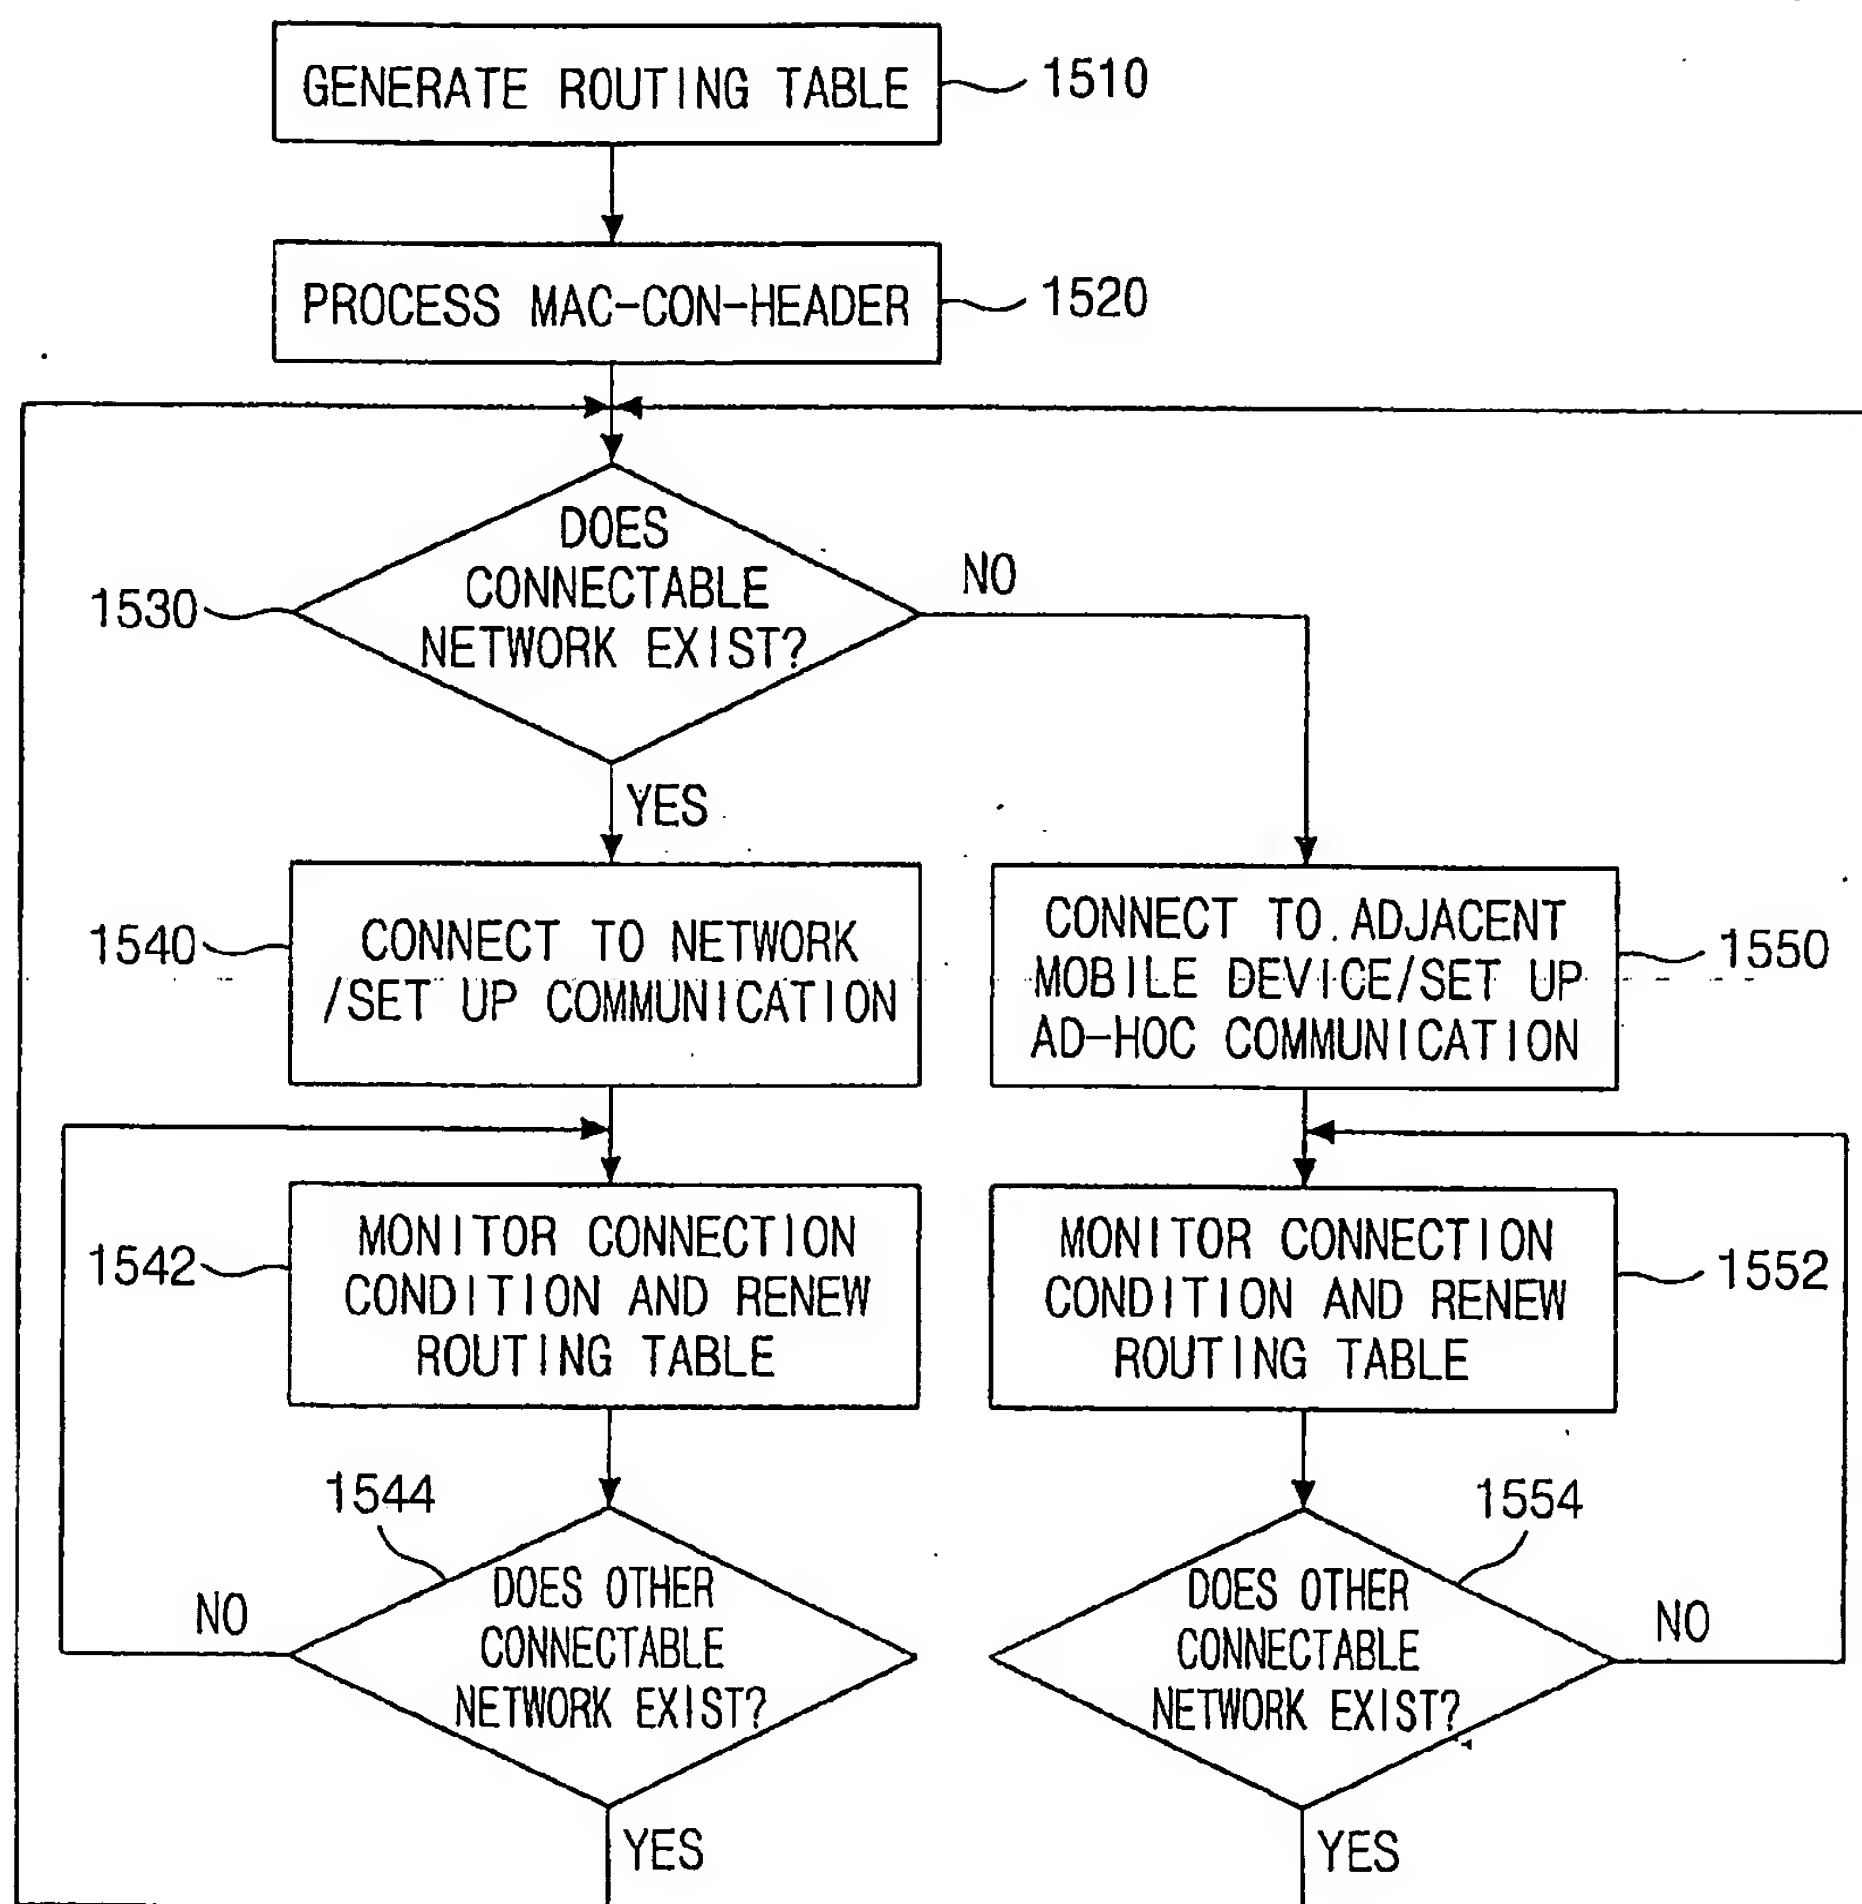 GENERATE ROUTING TABLE
1510
PROCESS MAC-CON-HEADER
1520
DOES
CONNECTABLE
NETWORK EXIST?
1530
NO
YES
CONNECT TO NETWORK
/SET UP COMMUNICATION
1540
CONNECT TO ADJACENT
MOBILE DEVICE/SET UP
AD-HOC COMMUNICATION
1550
MONITOR CONNECTION
CONDITION AND RENEW
ROUTING TABLE
1542
MONITOR CONNECTION
CONDITION AND RENEW
ROUTING TABLE
1552
1544
DOES OTHER
CONNECTABLE
NETWORK EXIST?
NO
YES
1554
DOES OTHER
CONNECTABLE
NETWORK EXIST?
NO
YES